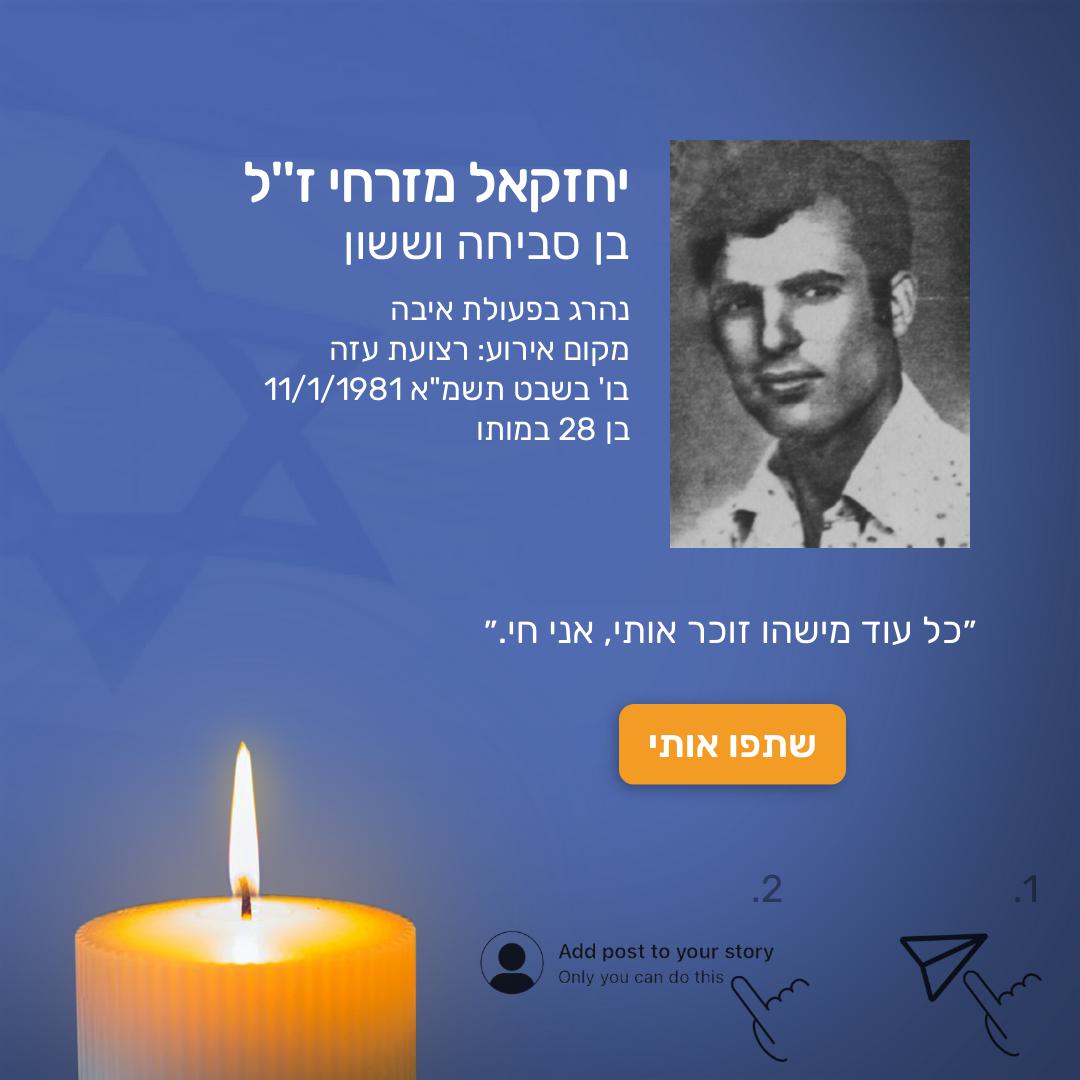 יחזקאל מזרחי ז"ל
בן סביחה וששון
נהרג בפעולת איבה
מקום אירוע: רצועת עזה
בו' בשבט תשמ"א 11/1/1981
בן 28 במותו
״כל עוד מישהו זוכר אותי, אני חי.״
שתפו אותי
1.
2.
Add post to your story
Only you can do this